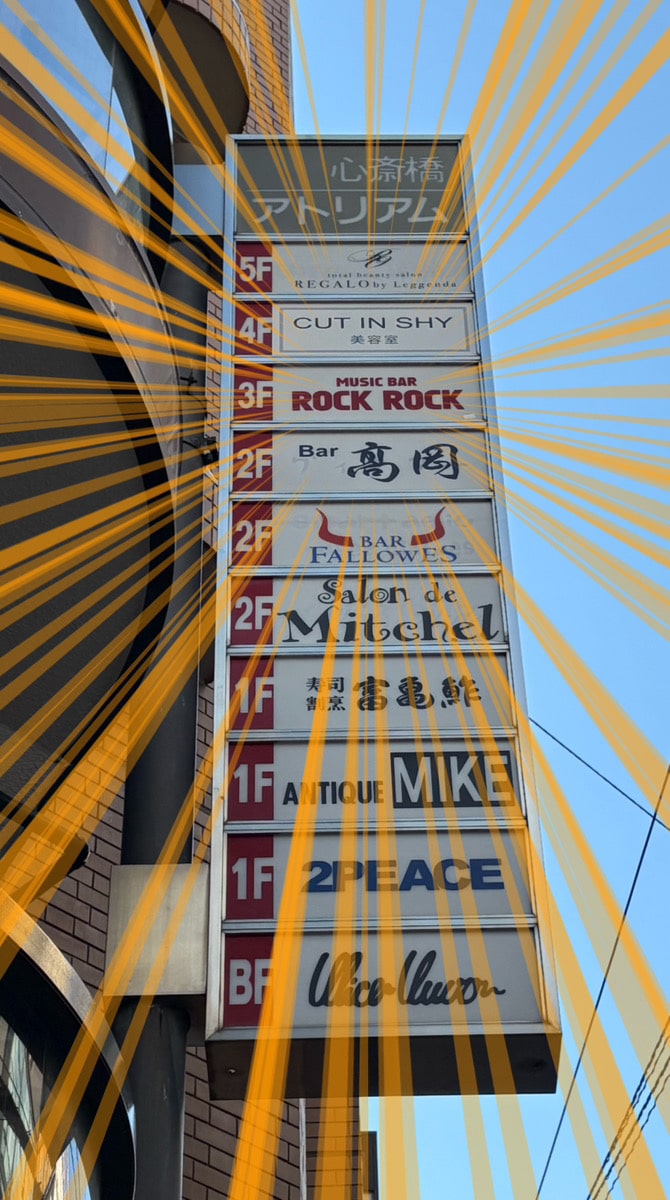 心斎橋
アトリアム
5F
total beauty salon
REGALO by Leggenda
4F
CUT IN SHY
美容室
3F
MUSIC BAR
ROCK ROCK
2F
Bar 高岡
2F
BAR
FALLOWES
2F
Salon de
Mitchel
1F
寿司
割烹 富亀鮓
1F
ANTIQUE MIKE
1F
2PEACE
BF